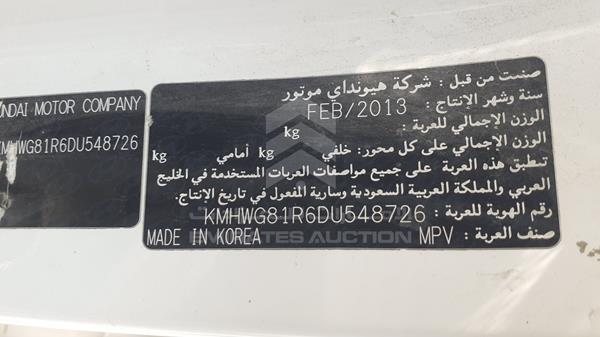 NDAI MOTOR COMPANY
KMHWG81R6DU548726
صنعت من قبل : شركة هيونداي موتور
سنة وشهر الإنتاج: FEB/2013
الوزن الإجمالي للعربة: kg
الوزن الإجمالي على كل محور: خلفي kg أمامي kg
تنطبق هذه العربة على جميع مواصفات العربات المستخدمة في الخليج
العربي والمملكة العربية السعودية وسارية المفعول في تاريخ الإنتاج.
رقم الهوية للعربة: KMHWG81R6DU548726
صنف العربة: MPV MADE IN KOREA
EMIRATES AUCTION